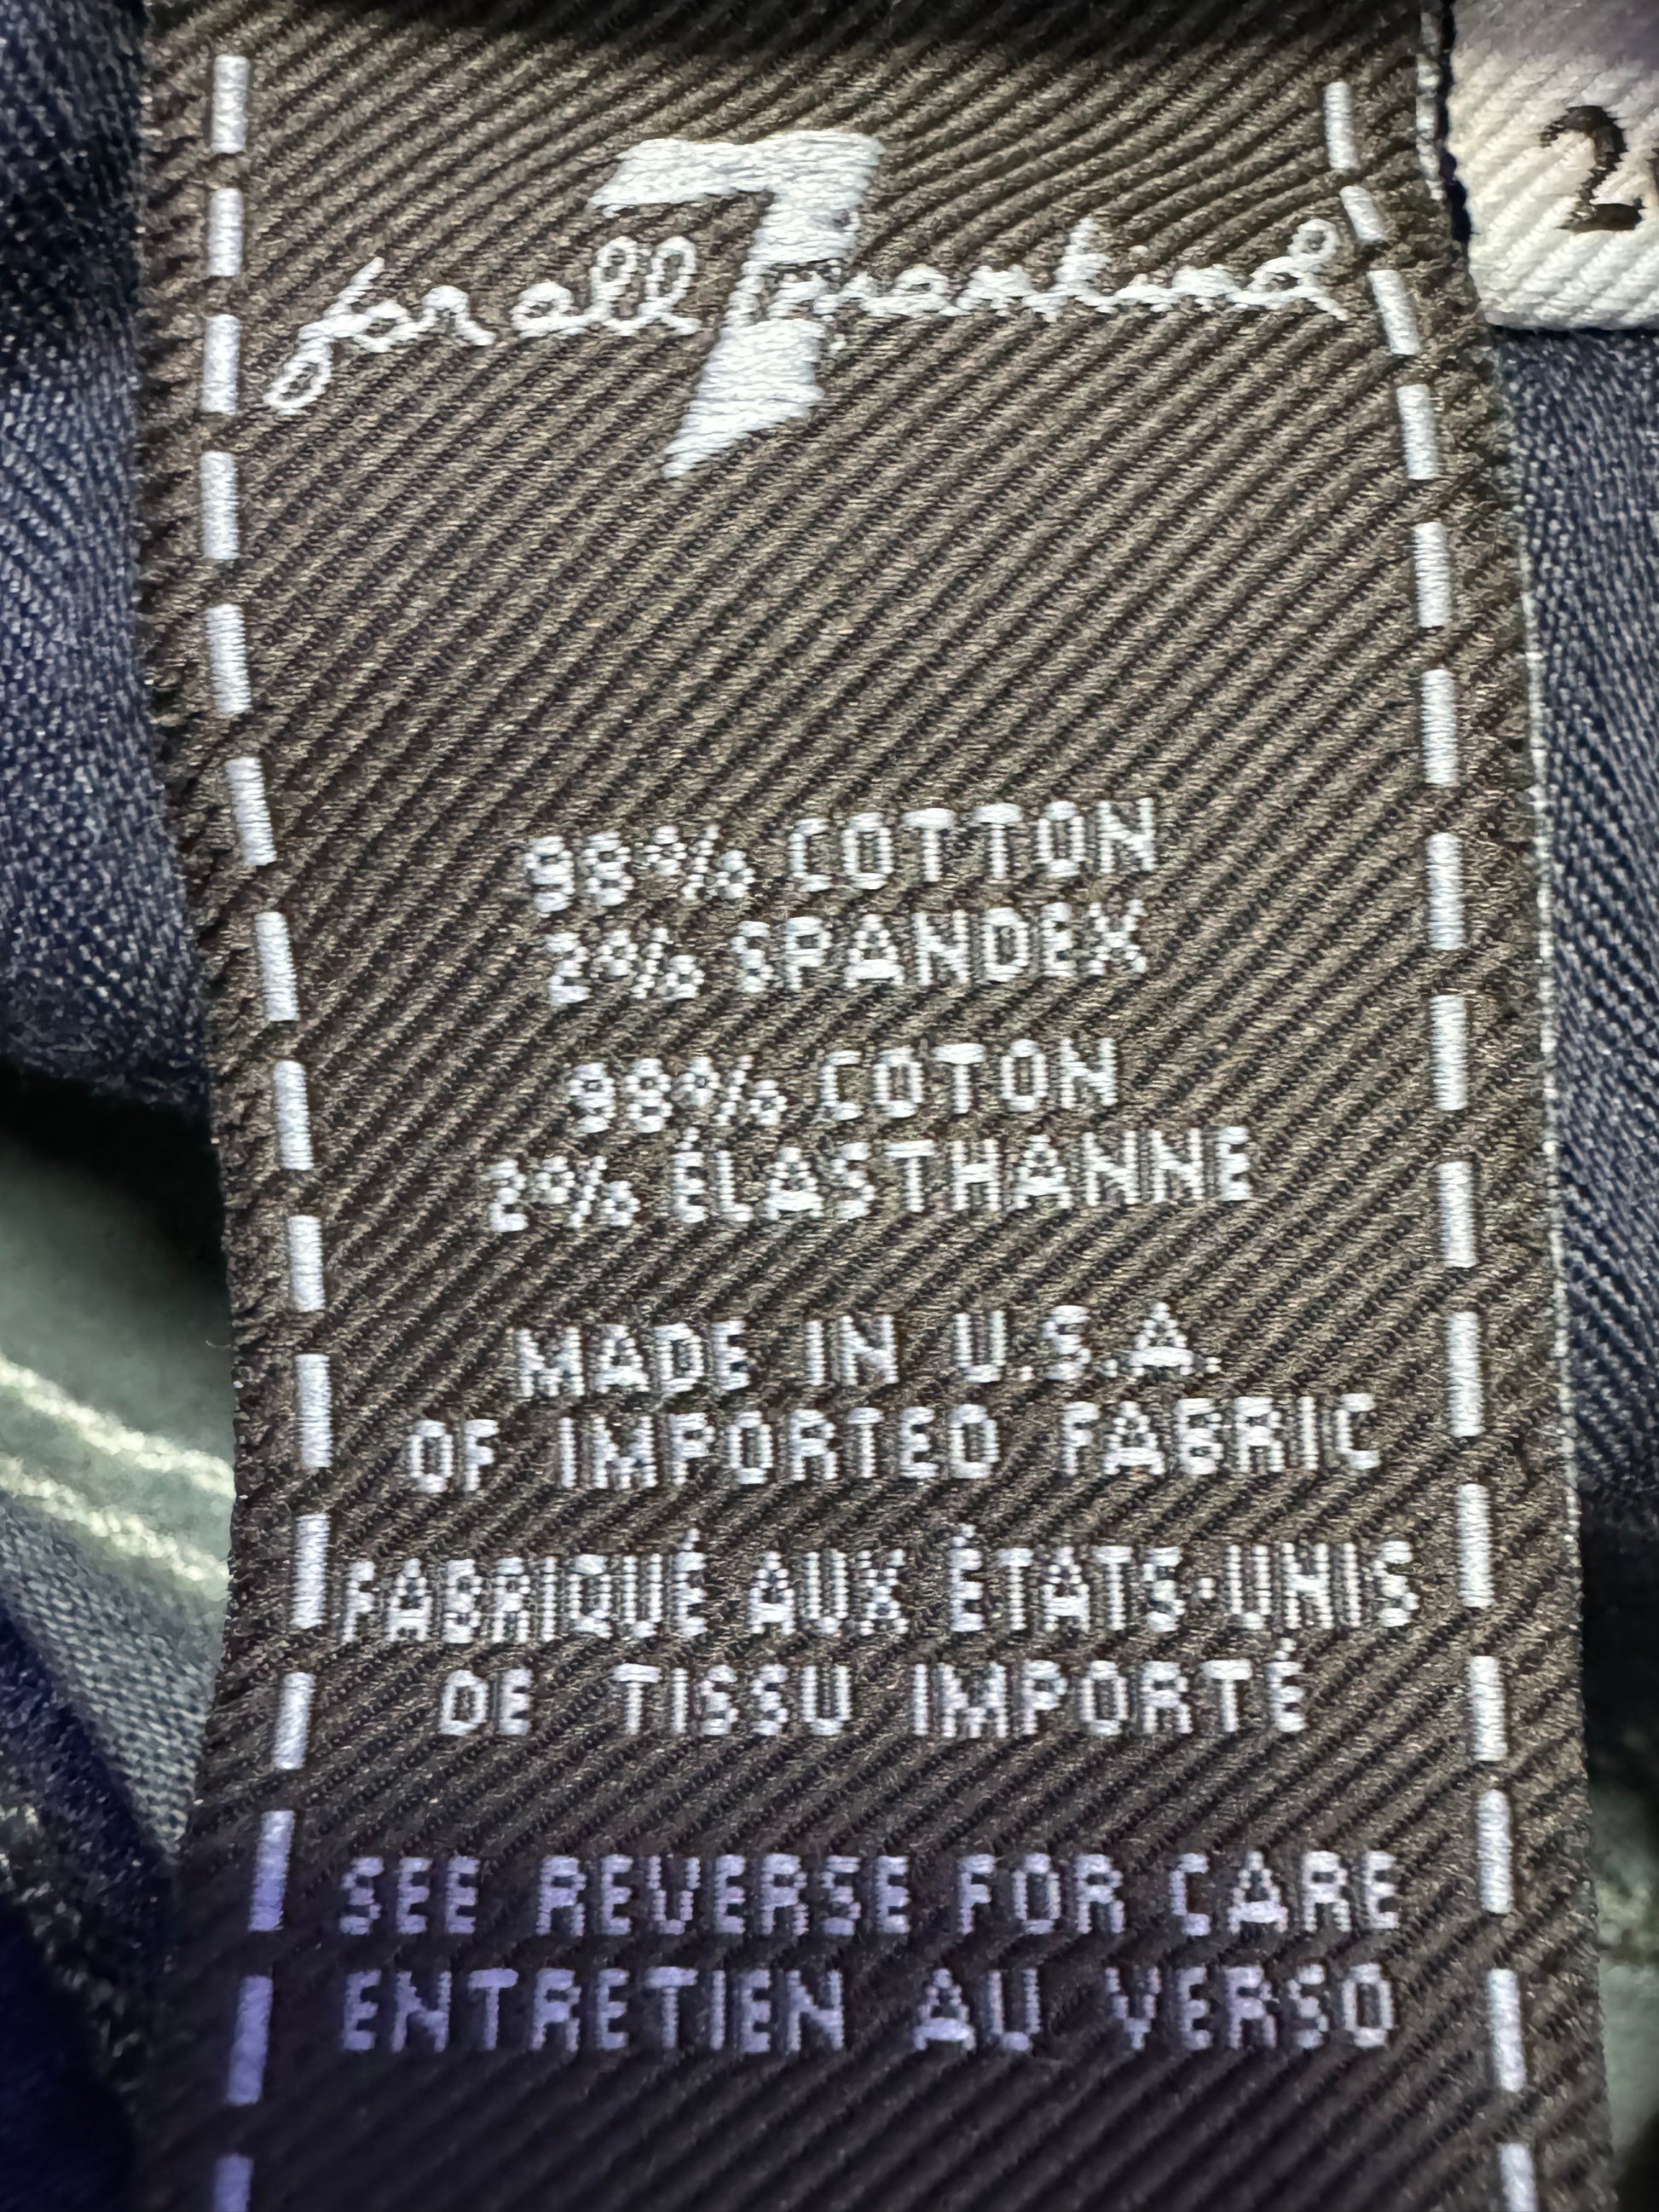 7
for all mankind
2
98% COTTON
2% SPANDEX
98% COTON
2% ÉLASTHANNE
MADE IN U.S.A.
OF IMPORTED FABRIC
FABRIQUÉ AUX ÉTATS-UNIS
DE TISSU IMPORTÉ
SEE REVERSE FOR CARE
ENTRETIEN AU VERSO